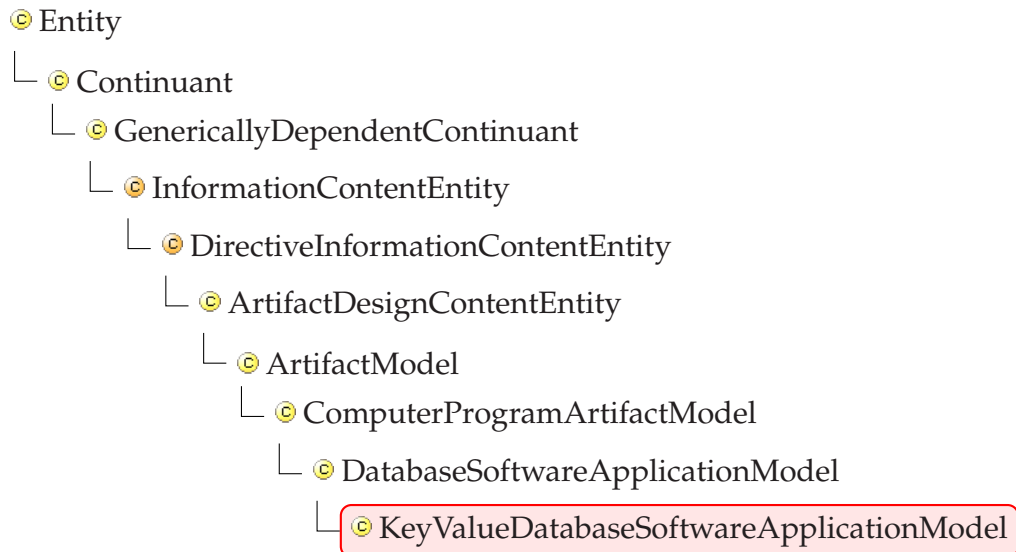 Entity
Continuant
GenericallyDependentContinuant
InformationContentEntity
DirectiveInformationContentEntity
ArtifactDesignContentEntity
ArtifactModel
ComputerProgramArtifactModel
DatabaseSoftwareApplicationModel
KeyValueDatabaseSoftwareApplicationModel